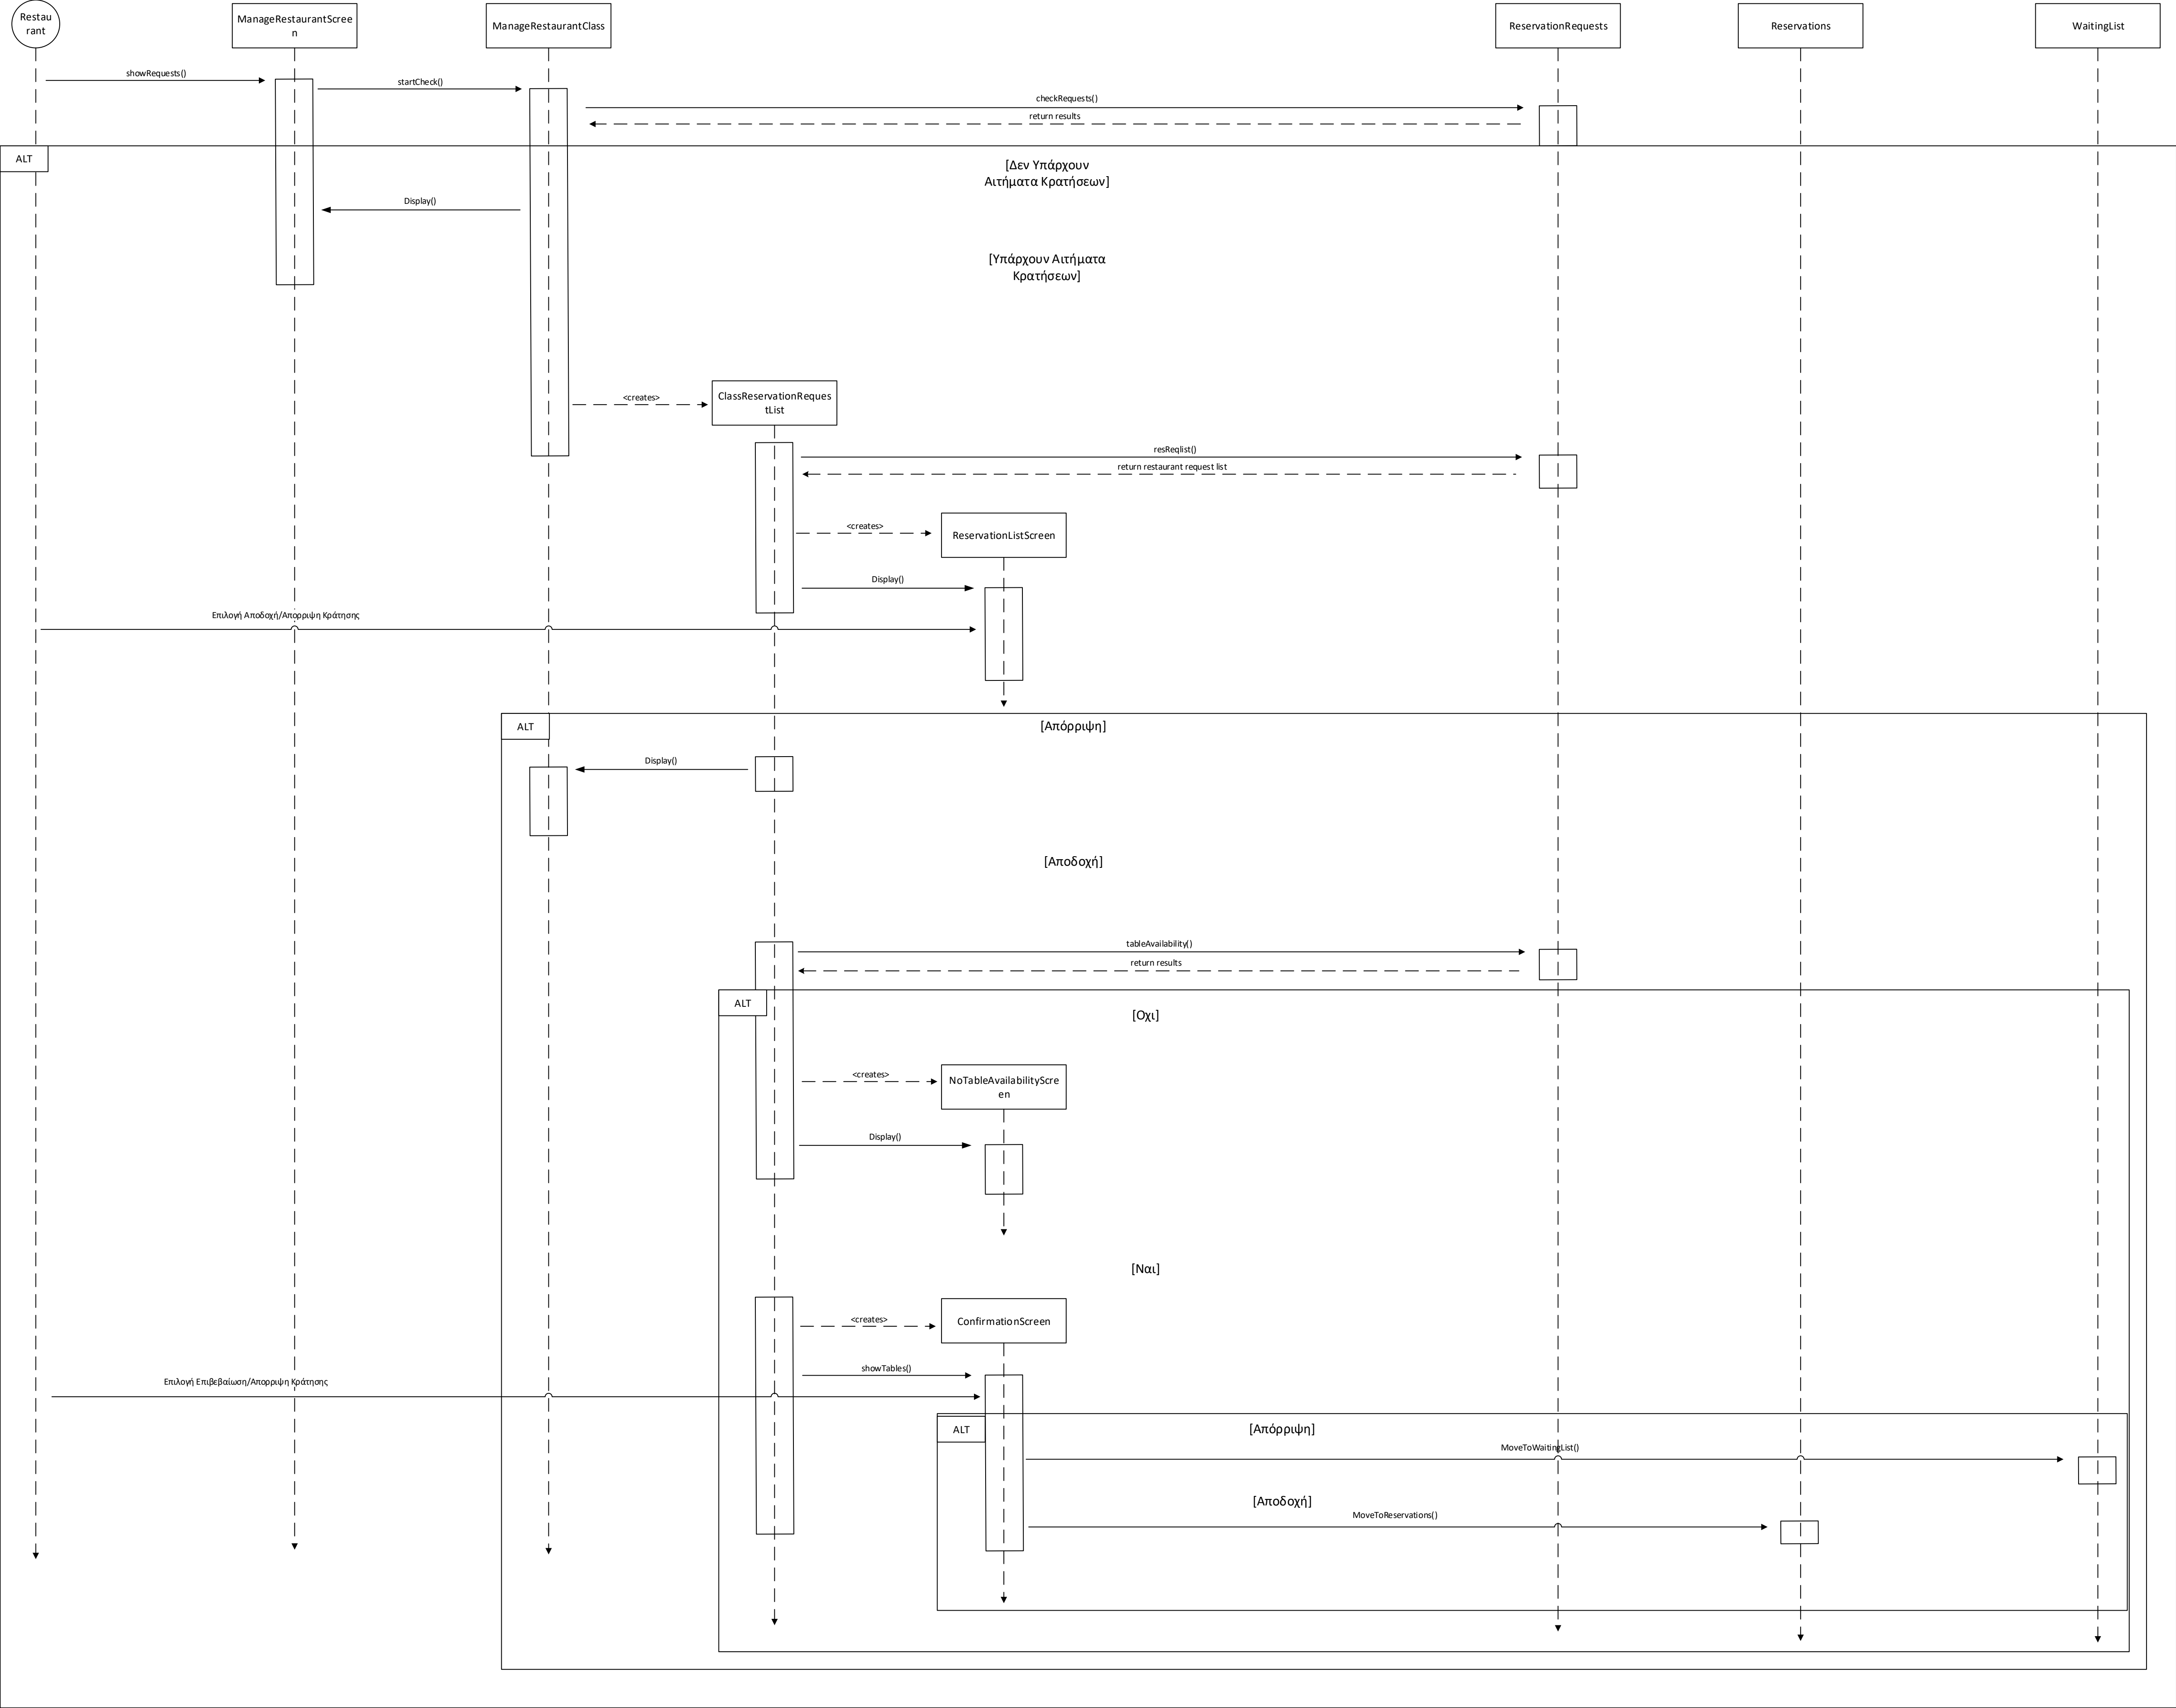 Restau
rant
ManageRestaurantScree
n
ManageRestaurantClass
ReservationRequests
Reservations
WaitingList
showRequests()
startCheck()
checkRequests()
return results
ALT
[Δεν Υπάρχουν
Αιτήματα Κρατήσεων]
Display()
[Υπάρχουν Αιτήματα
Κρατήσεων]
<creates>
ClassReservationReques
tList
resReqlist()
return restaurant request list
<creates>
ReservationListScreen
Display()
Επιλογή Αποδοχή/Απορριψη Κράτησης
ALT
[Απόρριψη]
Display()
[Αποδοχή]
tableAvailability()
return results
ALT
[Οχι]
<creates>
NoTableAvailabilityScre
en
Display()
[Ναι]
<creates>
ConfirmationScreen
showTables()
Επιλογή Επιβεβαίωση/Απορριψη Κράτησης
ALT
[Απόρριψη]
MoveToWaitingList()
[Αποδοχή]
MoveToReservations()